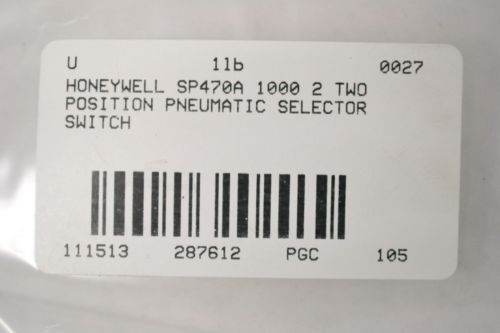 U 1lb 0027
HONEYWELL SP470A 1000 2 TWO
POSITION PNEUMATIC SELECTOR
SWITCH
111513 287612 PGC 105